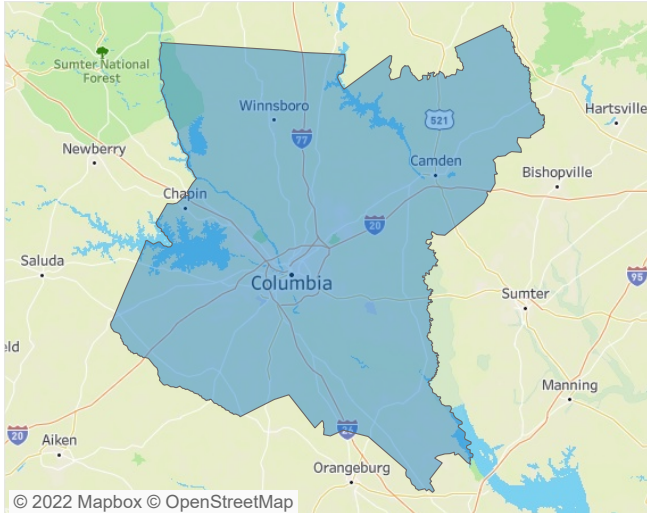 Sumter National
Forest
Winnsboro
521
Hartsville
77
Newberry
Camden
Bishopville
Chapin
20
Saluda
Columbia
95
Sumter
eld
Manning
20
Aiken
26
Orangeburg
© 2022 Mapbox © OpenStreetMap